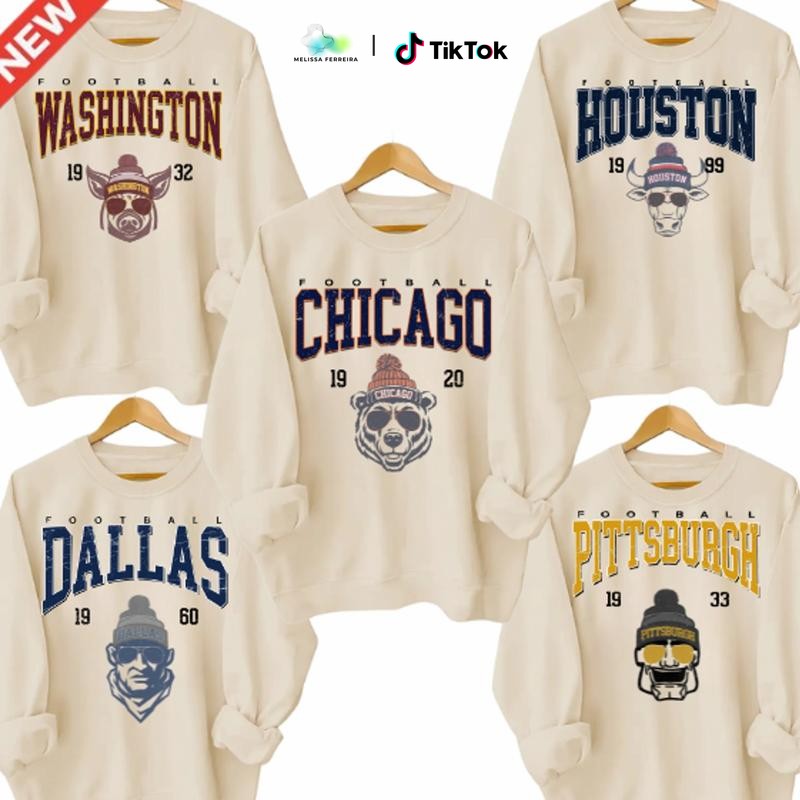 NEW
MELISSA FERREIRA | TikTok
FOOTBALL
WASHINGTON
19 32
WASHINGTON
FOOTBALL
HOUSTON
19 99
HOUSTON
FOOTBALL
CHICAGO
19 20
CHICAGO
FOOTBALL
DALLAS
19 60
DALLAS
FOOTBALL
PITTSBURGH
19 33
PITTSBURGH